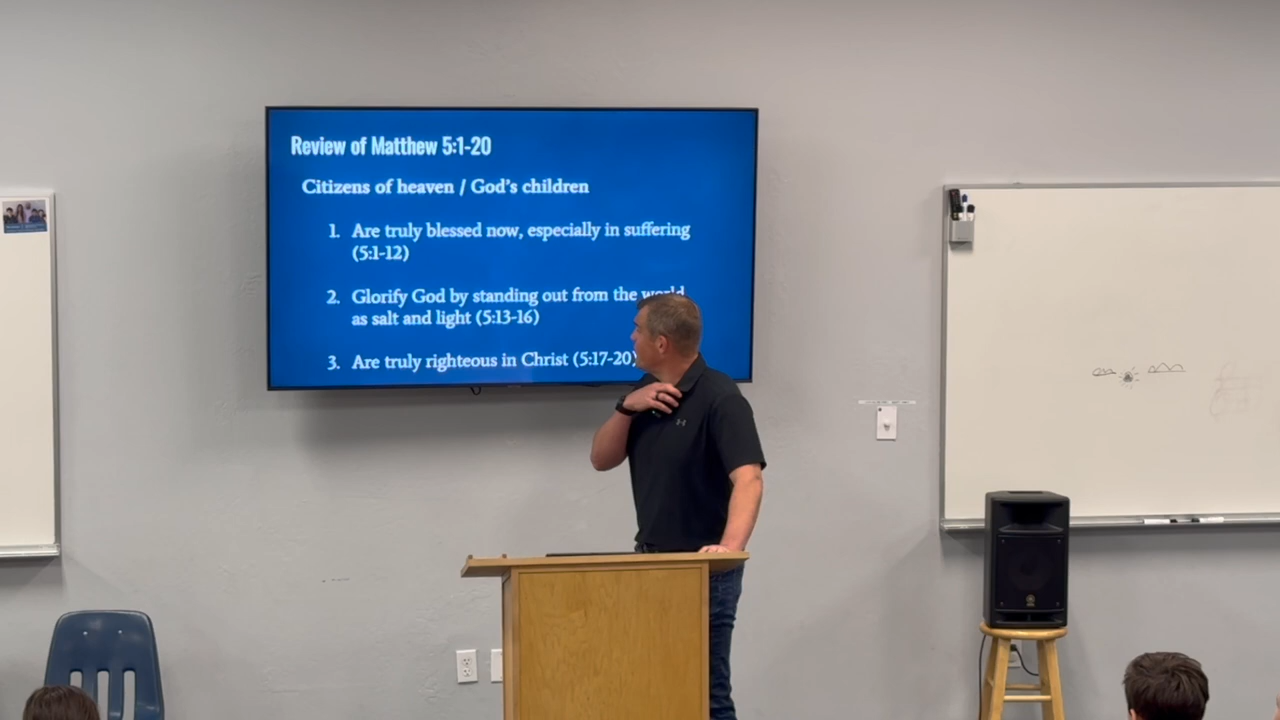 Review of Matthew 5:1-20
Citizens of heaven / God's children
1. Are truly blessed now, especially in suffering
(5:1-12)
2. Glorify God by standing out from the world
as salt and light (5:13-16)
3. Are truly righteous in Christ (5:17-20)